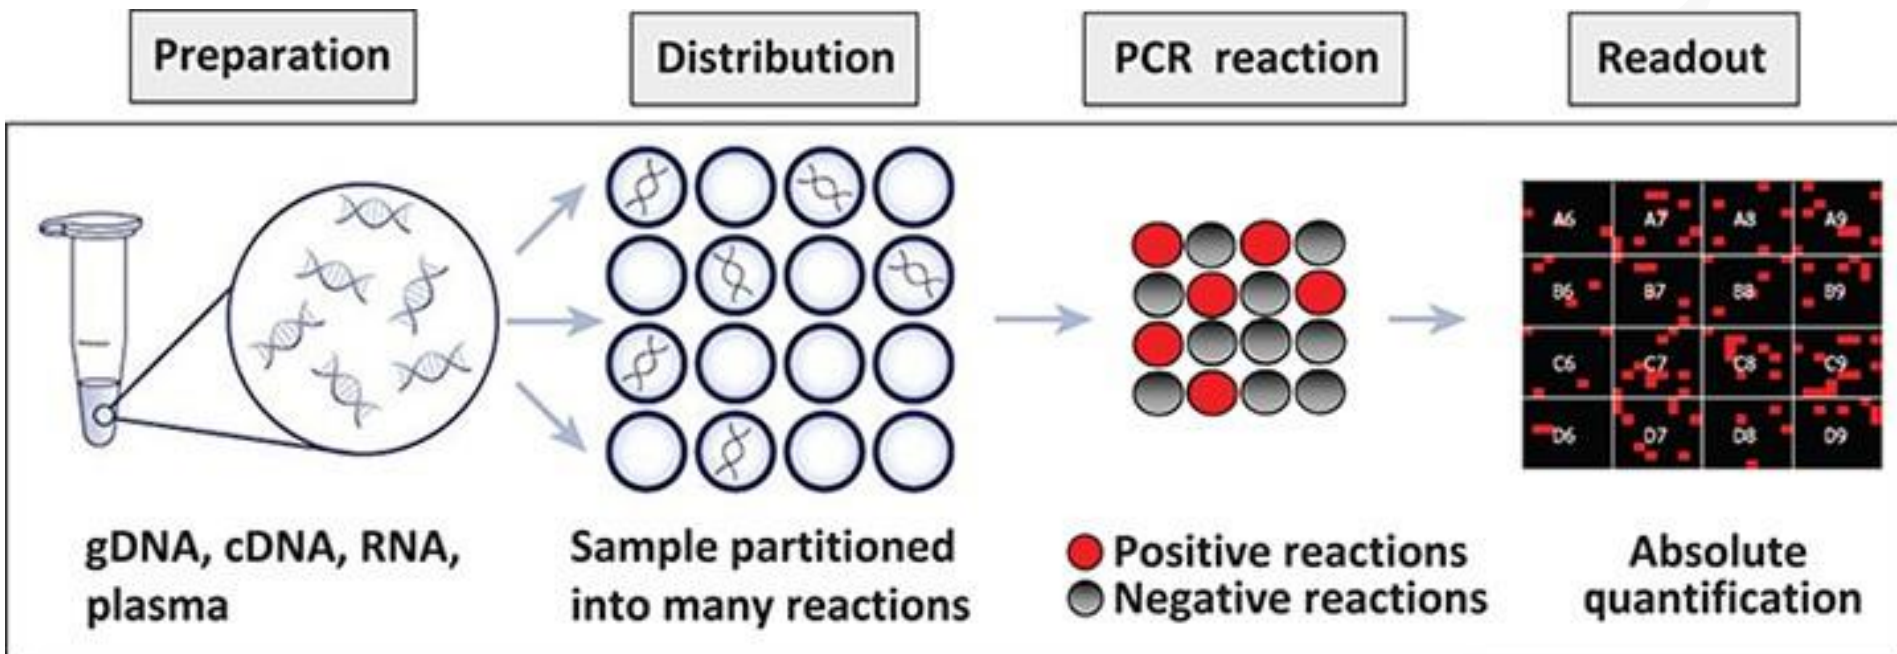 Preparation
Distribution
PCR reaction
Readout
A6
A7
A8
A9
B6
B7
B8
B9
C6
C7
C8
C9
D6
D7
D8
D9
gDNA, cDNA, RNA,
plasma
Sample partitioned
into many reactions
Positive reactions
Negative reactions
Absolute
quantification